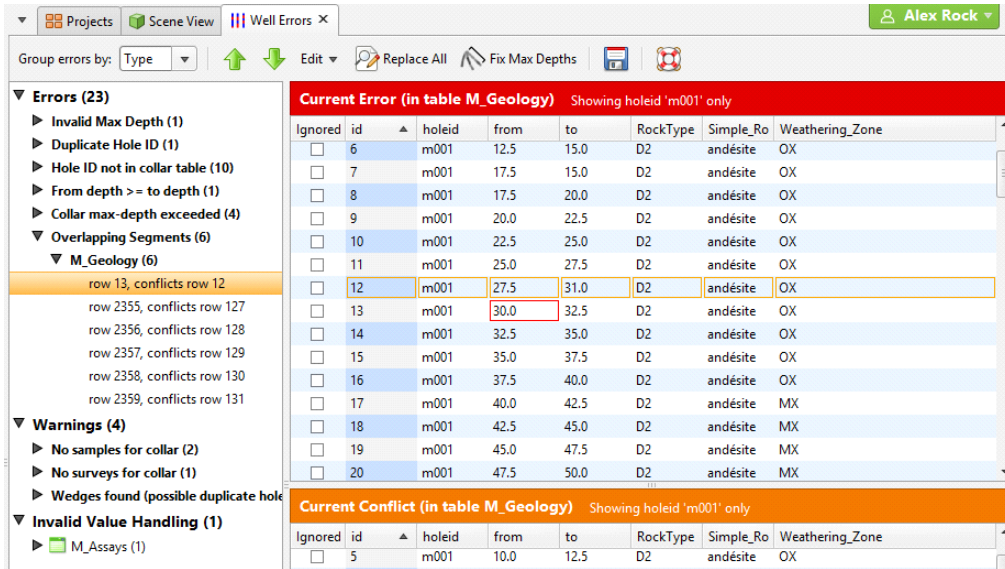 Projects Scene View Well Errors ×
Alex Rock
Group errors by: Type Edit Replace All Fix Max Depths
Errors (23)
Invalid Max Depth (1)
Duplicate Hole ID (1)
Hole ID not in collar table (10)
From depth >= to depth (1)
Collar max-depth exceeded (4)
Overlapping Segments (6)
M_Geology (6)
row 13, conflicts row 12
row 2355, conflicts row 127
row 2356, conflicts row 128
row 2357, conflicts row 129
row 2358, conflicts row 130
row 2359, conflicts row 131
Warnings (4)
No samples for collar (2)
No surveys for collar (1)
Wedges found (possible duplicate hole
Invalid Value Handling (1)
M_Assays (1)
Current Error (in table M_Geology) Showing holeid 'm001' only
Ignored id holeid from to RockType Simple_Ro Weathering_Zone
6 m001 12.5 15.0 D2 andésite OX
7 m001 17.5 15.0 D2 andésite OX
8 m001 17.5 20.0 D2 andésite OX
9 m001 20.0 22.5 D2 andésite OX
10 m001 22.5 25.0 D2 andésite OX
11 m001 25.0 27.5 D2 andésite OX
12 m001 27.5 31.0 D2 andésite OX
13 m001 30.0 32.5 D2 andésite OX
14 m001 32.5 35.0 D2 andésite OX
15 m001 35.0 37.5 D2 andésite OX
16 m001 37.5 40.0 D2 andésite OX
17 m001 40.0 42.5 D2 andésite MX
18 m001 42.5 45.0 D2 andésite MX
19 m001 45.0 47.5 D2 andésite MX
20 m001 47.5 50.0 D2 andésite MX
Current Conflict (in table M_Geology) Showing holeid 'm001' only
Ignored id holeid from to RockType Simple_Ro Weathering_Zone
5 m001 10.0 12.5 D2 andésite OX